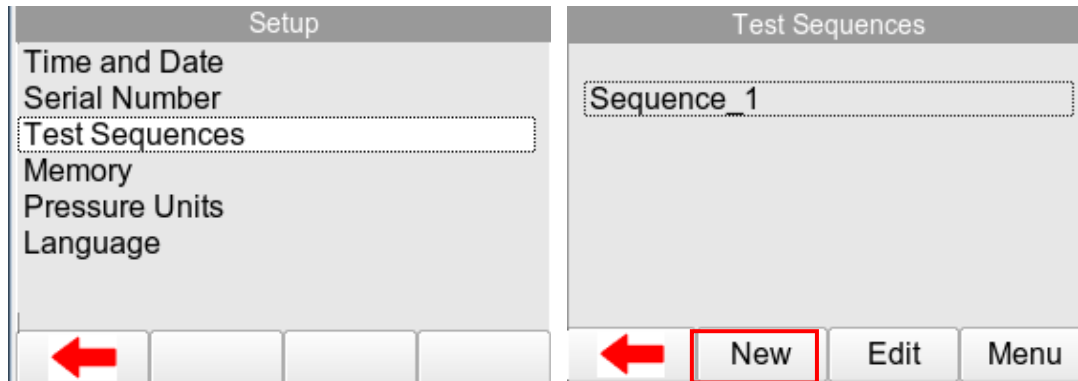 Setup
Time and Date
Serial Number
Test Sequences
Memory
Pressure Units
Language
Test Sequences
Sequence_1
New
Edit
Menu